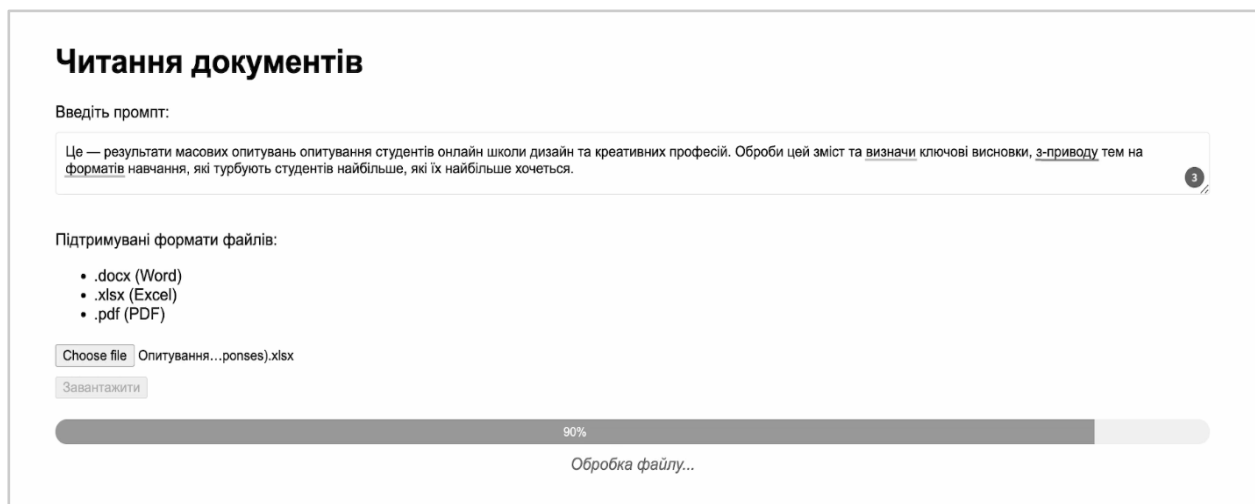 Читання документів
Введіть промпт:
Це — результати масових опитувань опитування студентів онлайн школи дизайн та креативних професій. Оброби цей зміст та визначи ключові висновки, з-приводу тем на
форматів навчання, які турбують студентів найбільше, які їх найбільше хочеться.
3
Підтримувані формати файлів:
• .docx (Word)
• .xlsx (Excel)
• .pdf (PDF)
Choose file Опитування...ponses).xlsx
Завантажити
90%
Обробка файлу...